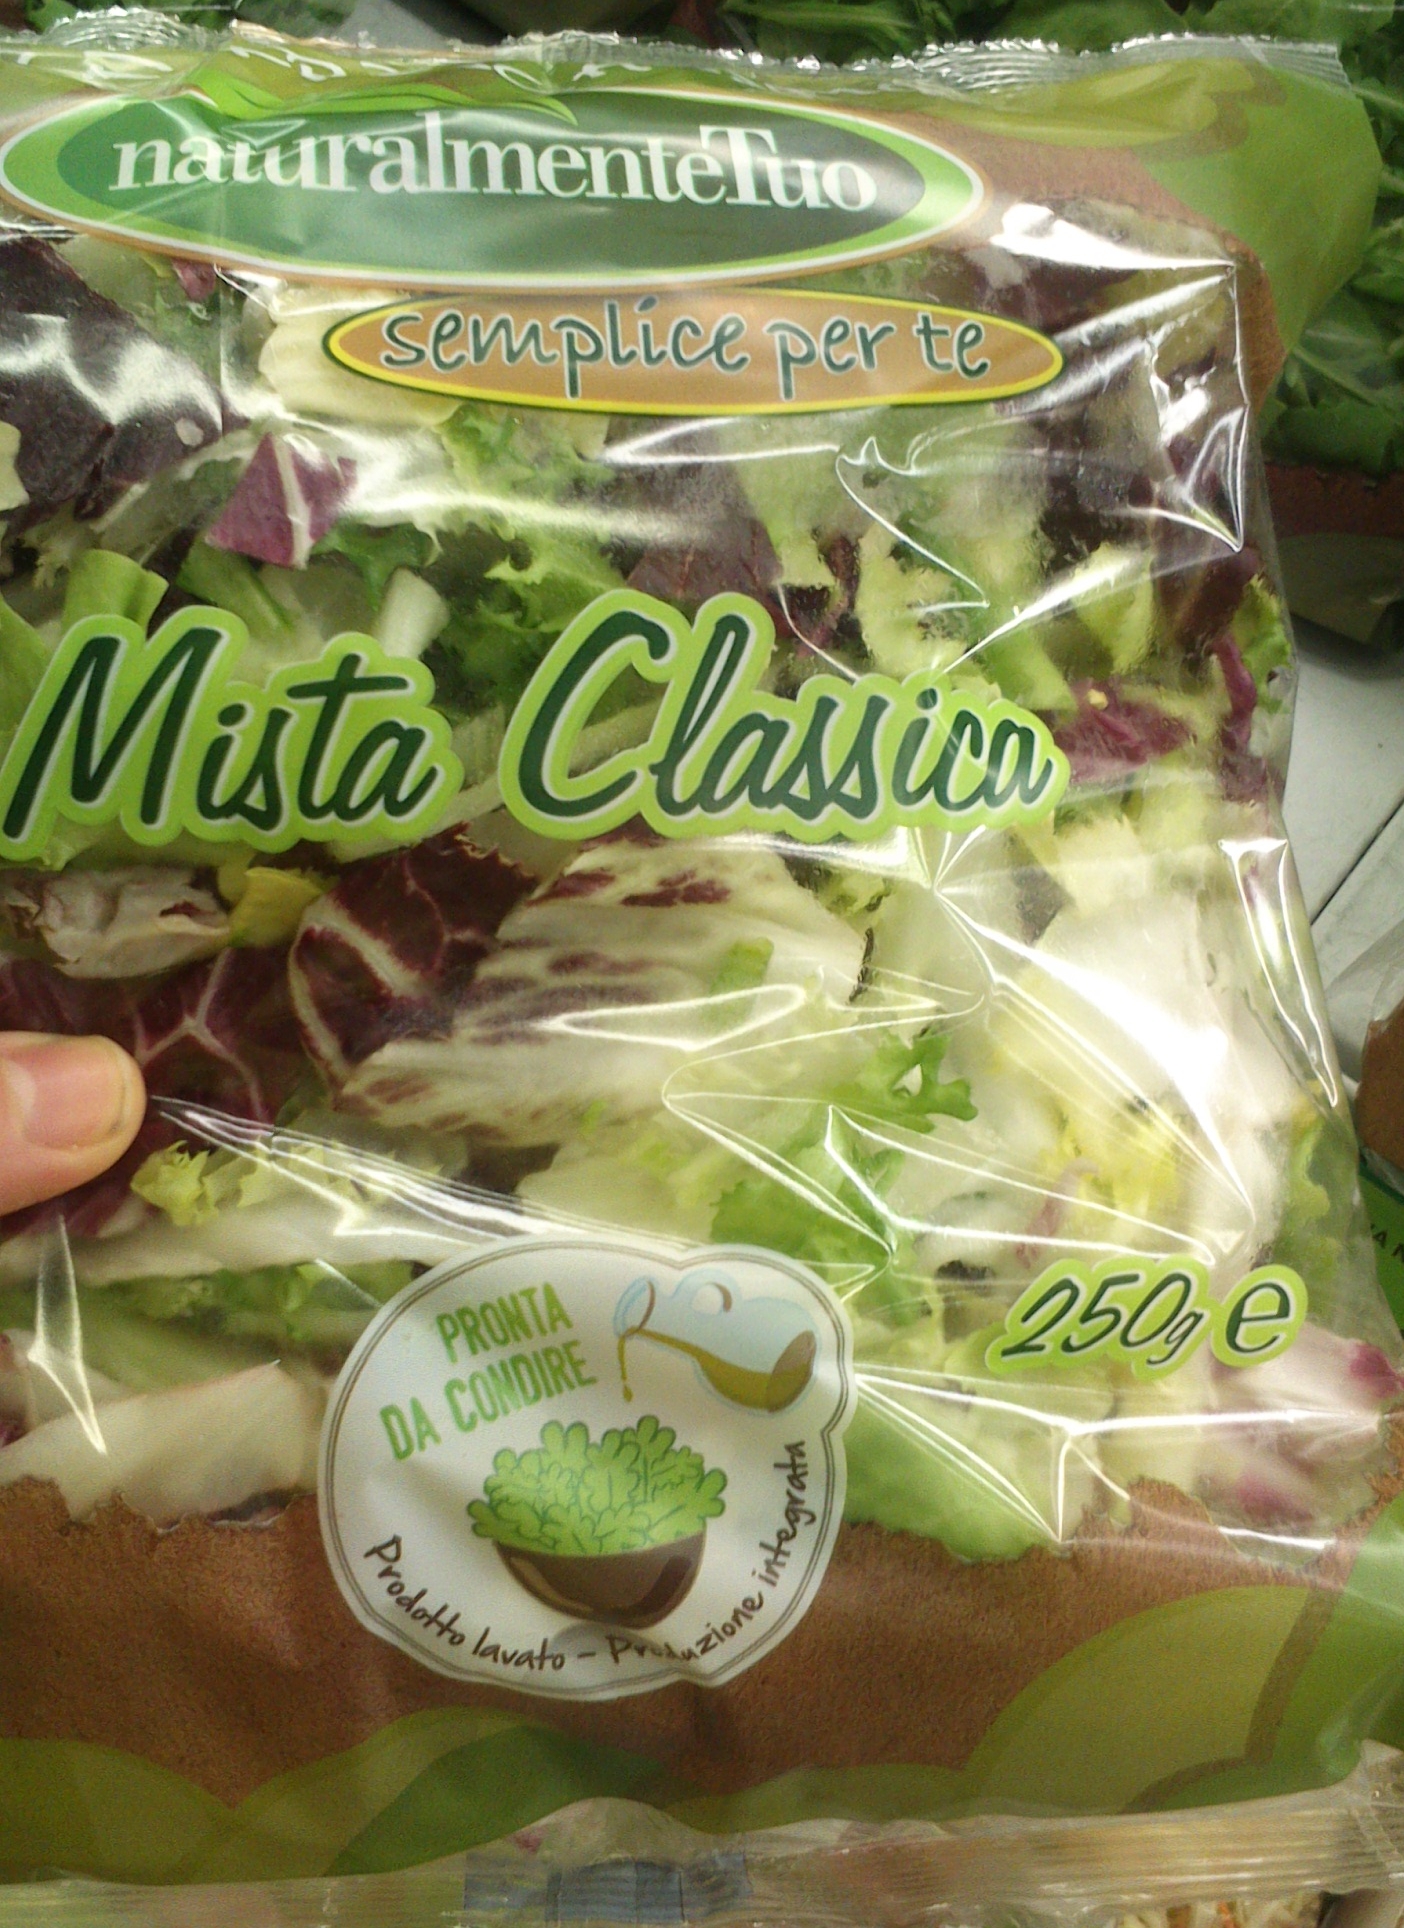 naturalmenteTuo
semplice per te
Mista Classica
250g e
PRONTA
DA CONDIRE
Prodotto lavato - Produzione integrata